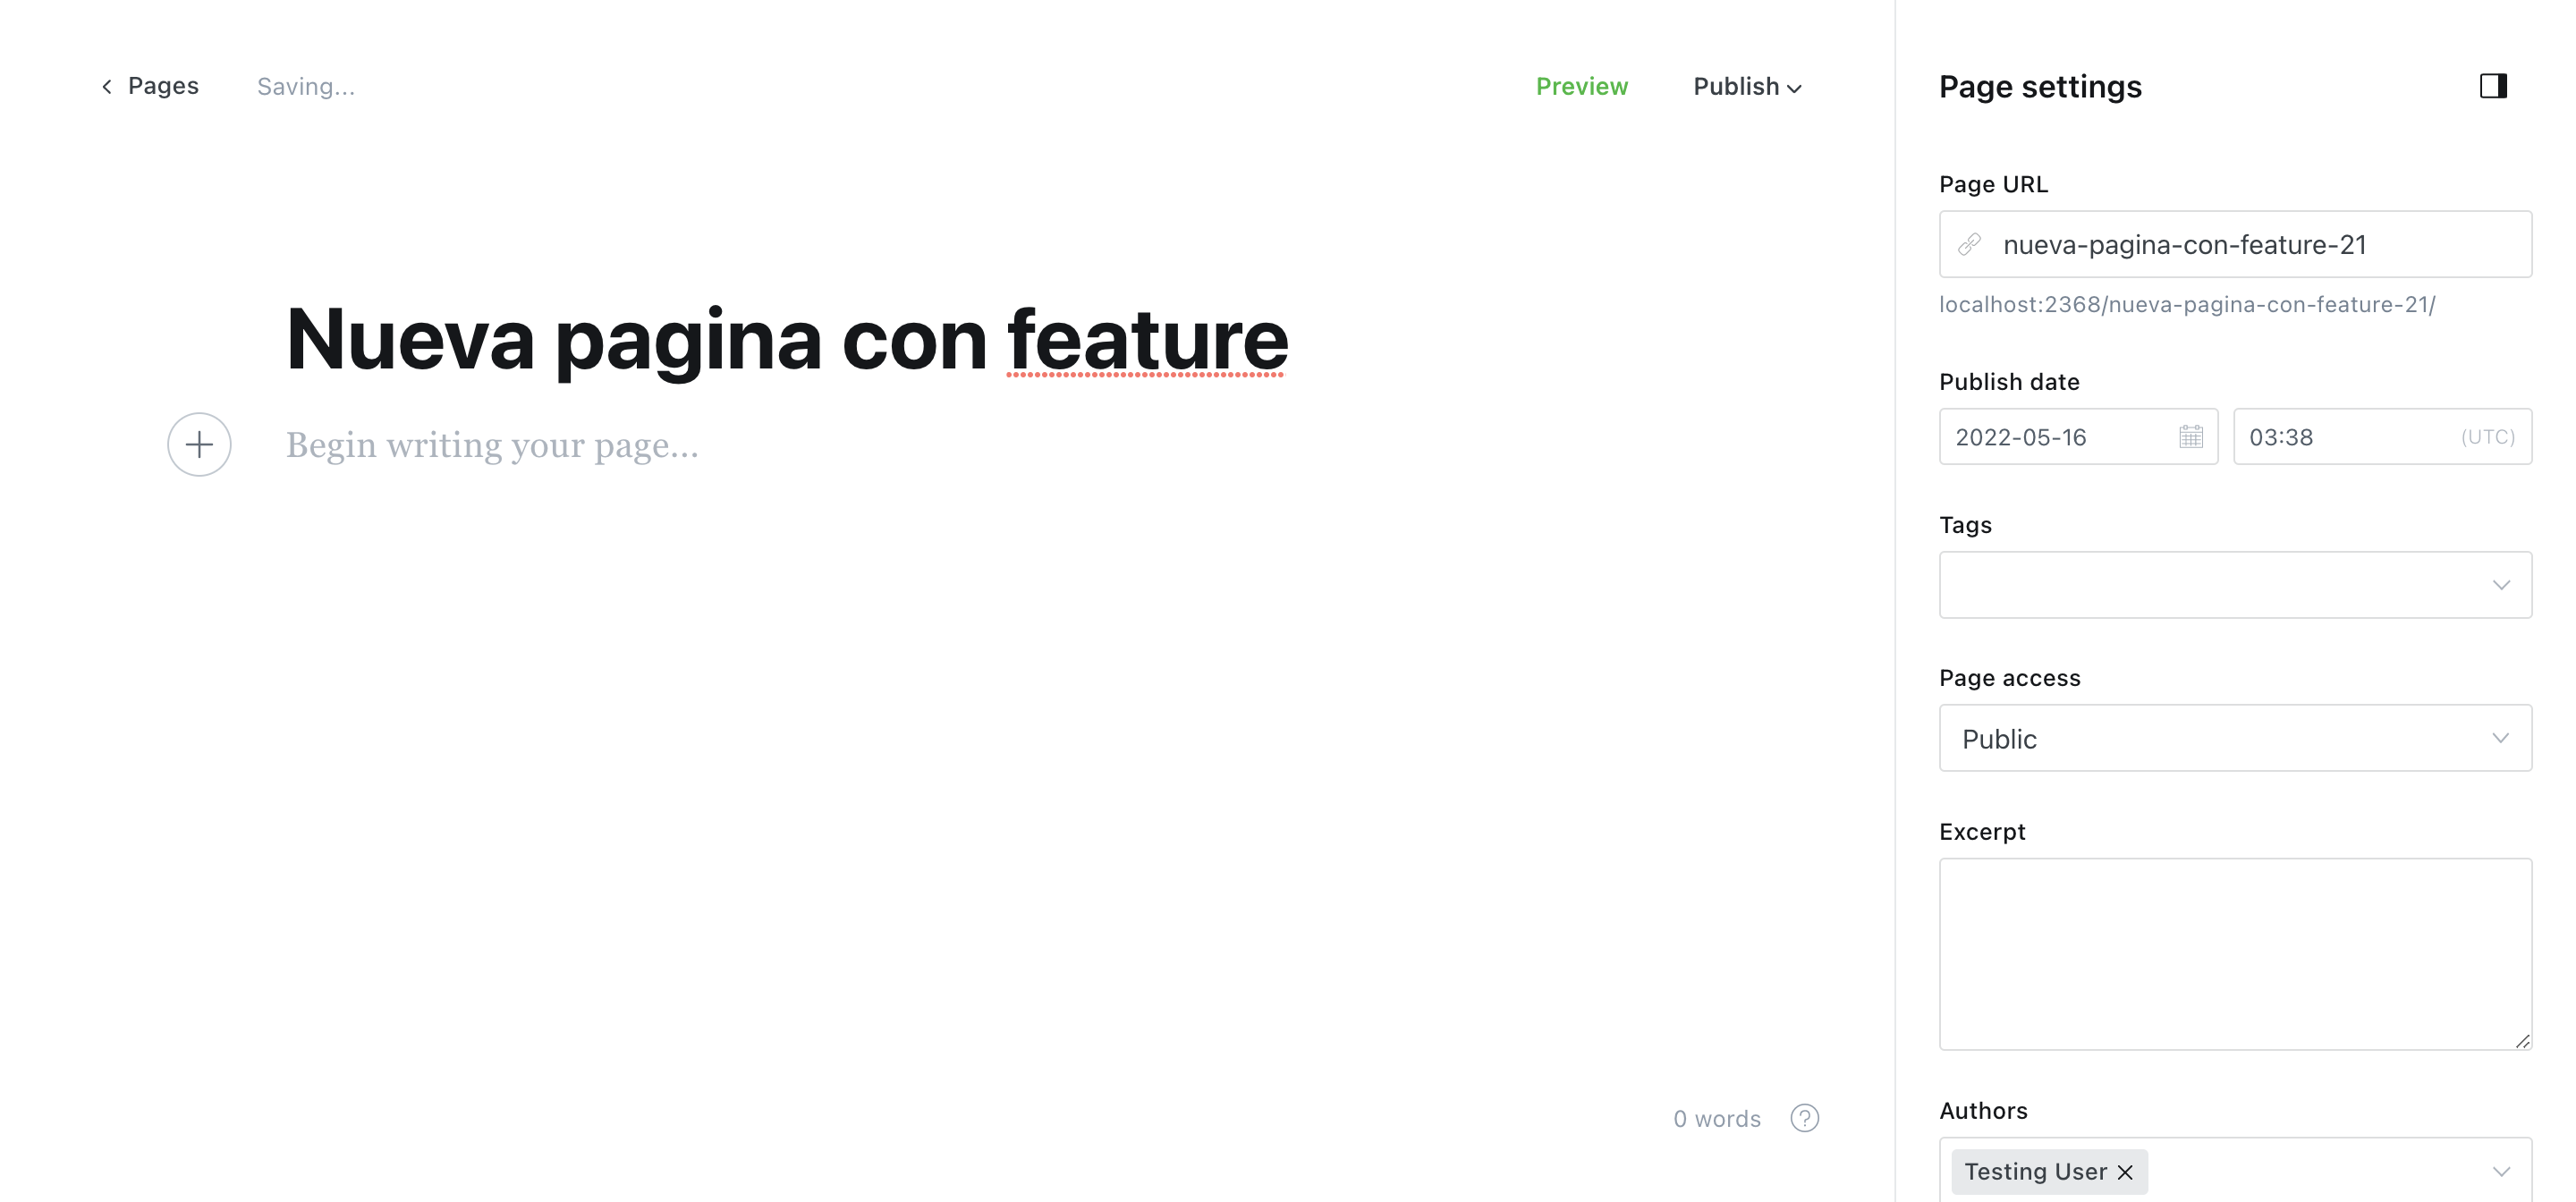 Pages Saving... Preview Publish
Nueva pagina con feature
Begin writing your page...
0 words ?
Page settings
Page URL
nueva-pagina-con-feature-21
localhost:2368/nueva-pagina-con-feature-21/
Publish date
2022-05-16 03:38 (UTC)
Tags
Page access
Public
Excerpt
Authors
Testing User